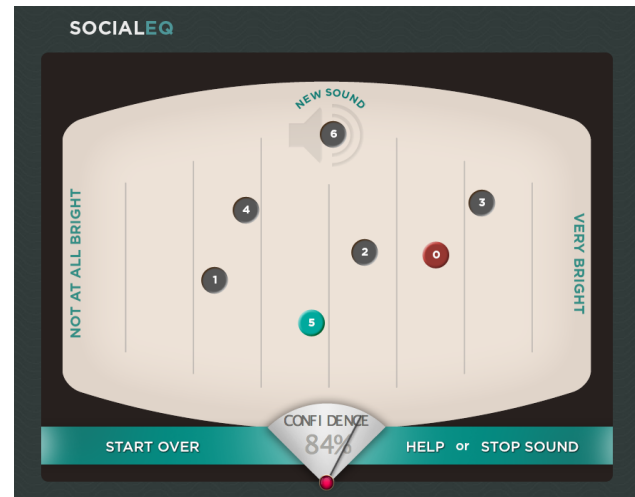 SOCIALEQ
NEW SOUND
6
4
3
2
0
1
5
NOT AT ALL BRIGHT
VERY BRIGHT
CONFIDENCE
84%
START OVER
HELP or STOP SOUND